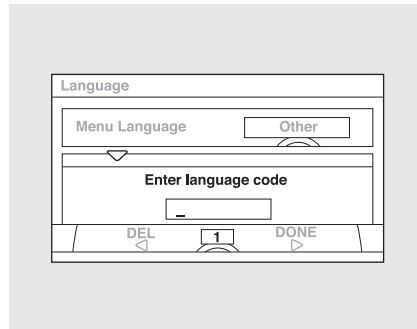 Language
Menu Language Other
Enter language code
_
DEL 1 DONE